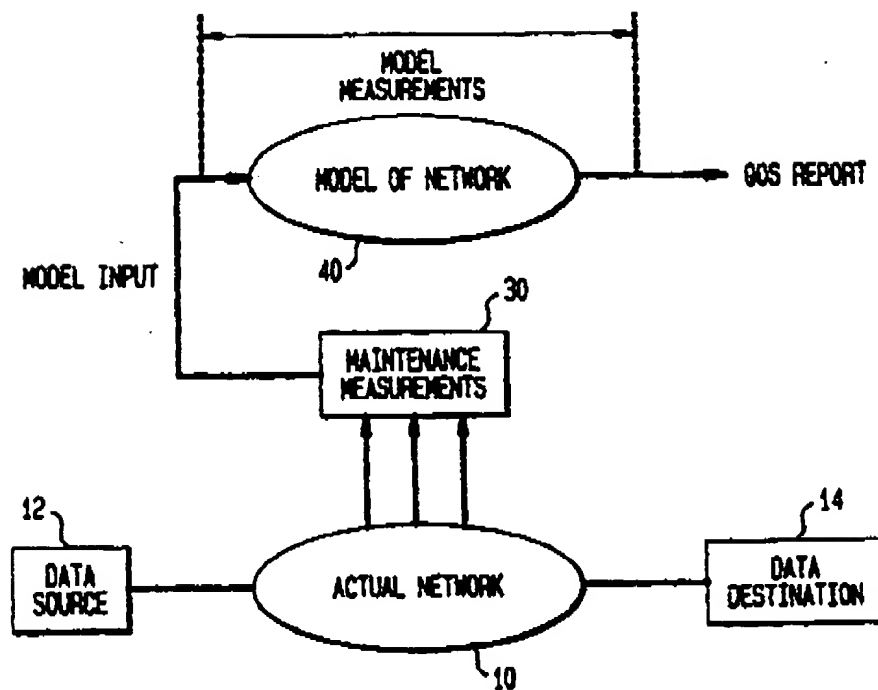 MODEL
MEASUREMENTS
MODEL OF NETWORK
QOS REPORT
40
MODEL INPUT
30
MAINTENANCE
MEASUREMENTS
12
14
DATA
SOURCE
ACTUAL NETWORK
DATA
DESTINATION
10